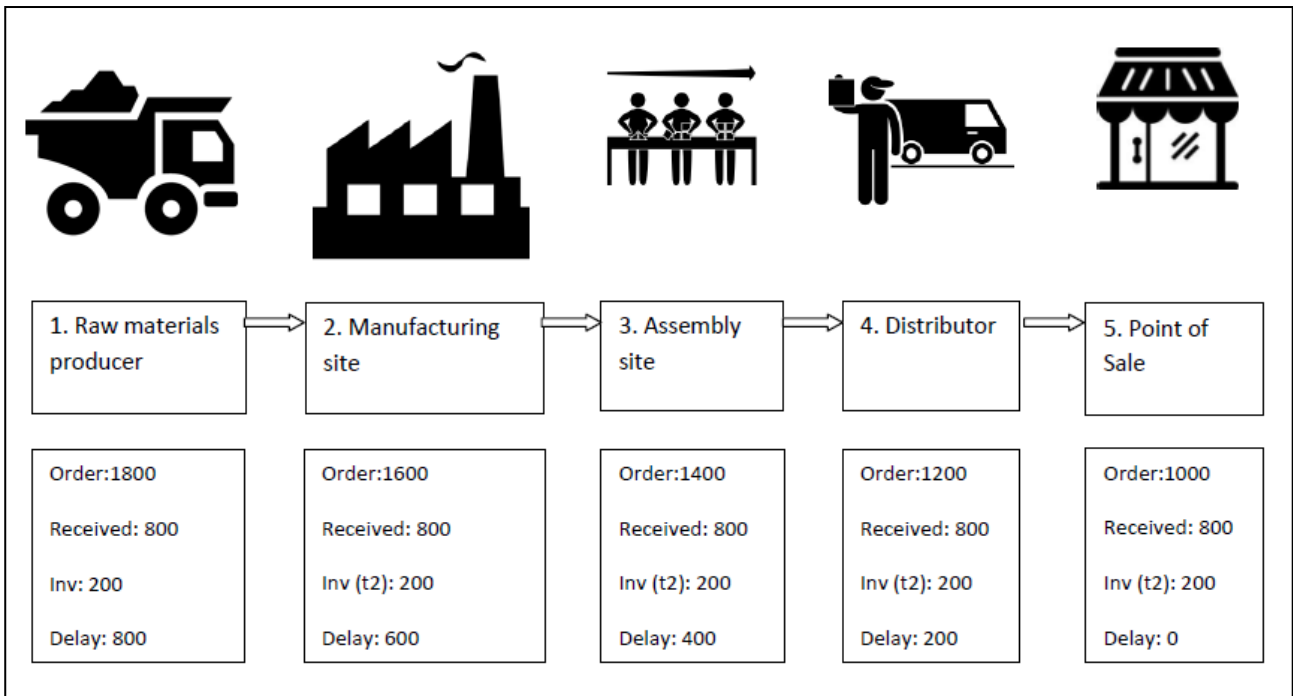 1. Raw materials
producer
2. Manufacturing
site
3. Assembly
site
4. Distributor
5. Point of
Sale
Order:1800
Received: 800
Inv: 200
Delay: 800
Order:1600
Received: 800
Inv (t2): 200
Delay: 600
Order:1400
Received: 800
Inv (t2): 200
Delay: 400
Order:1200
Received: 800
Inv (t2): 200
Delay: 200
Order:1000
Received: 800
Inv (t2): 200
Delay: 0